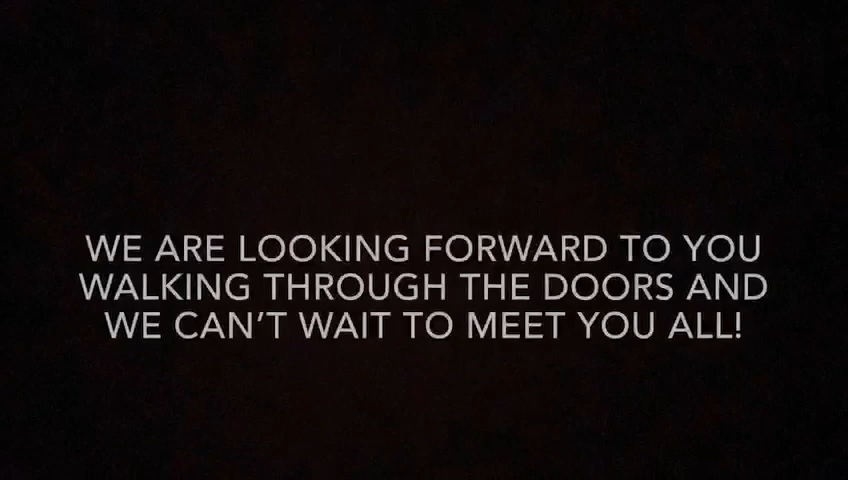 WE ARE LOOKING FORWARD TO YOU
WALKING THROUGH THE DOORS AND
WE CAN’T WAIT TO MEET YOU ALL!